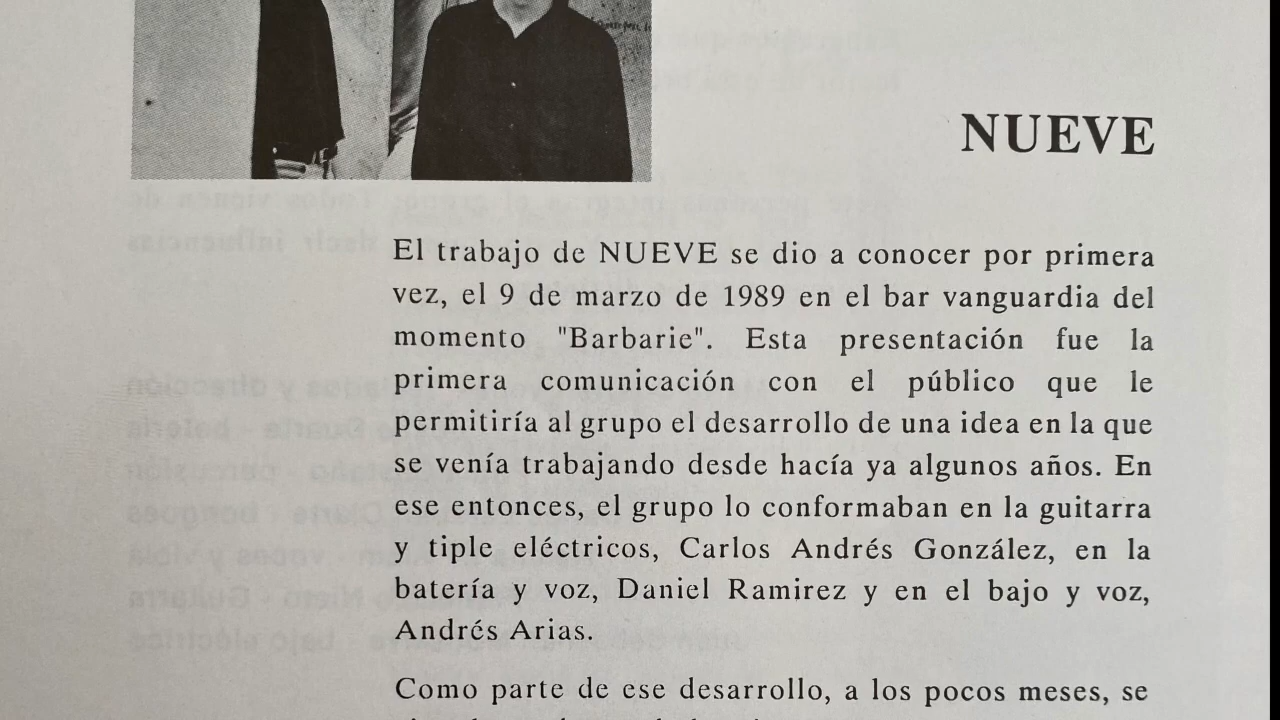 NUEVE
El trabajo de NUEVE se dio a conocer por primera
vez, el 9 de marzo de 1989 en el bar vanguardia del
momento "Barbarie". Esta presentación fue la
primera comunicación con el público que le
permitiría al grupo el desarrollo de una idea en la que
se venía trabajando desde hacía ya algunos años. En
ese entonces, el grupo lo conformaban en la guitarra
y tiple eléctricos, Carlos Andrés González, en la
batería y voz, Daniel Ramirez y en el bajo y voz,
Andrés Arias.
Como parte de ese desarrollo, a los pocos meses, se